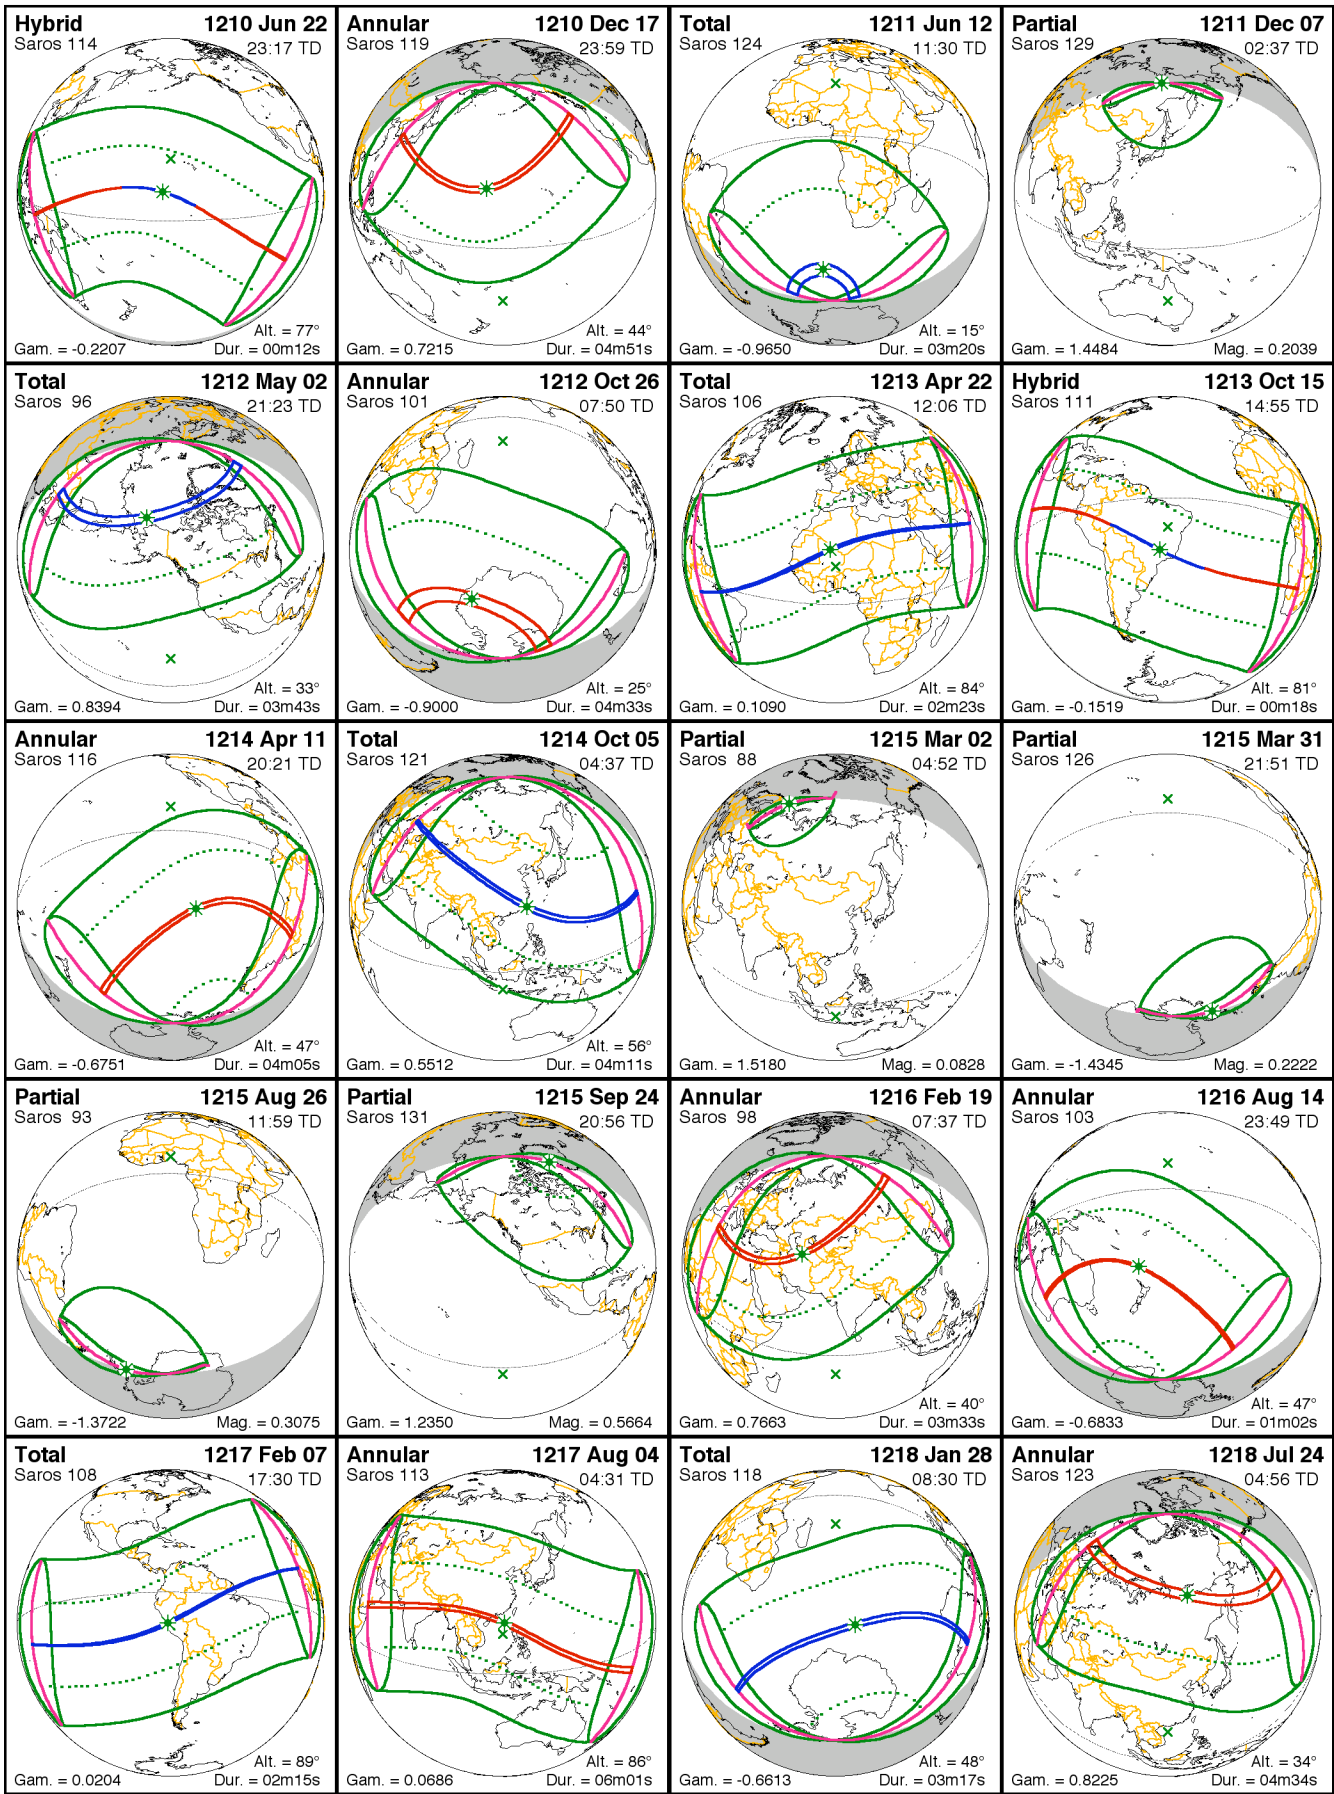 Hybrid 1210 Jun 22
Saros 114 23:17 TD
Alt. = 77°
Gam. = -0.2207 Dur. = 00m12s
Annular 1210 Dec 17
Saros 119 23:59 TD
Alt. = 44°
Gam. = 0.7215 Dur. = 04m51s
Total 1211 Jun 12
Saros 124 11:30 TD
Alt. = 15°
Gam. = -0.9650 Dur. = 03m20s
Partial 1211 Dec 07
Saros 129 02:37 TD
Gam. = 1.4484 Mag. = 0.2039
Total 1212 May 02
Saros 96 21:23 TD
Alt. = 33°
Gam. = 0.8394 Dur. = 03m43s
Annular 1212 Oct 26
Saros 101 07:50 TD
Alt. = 25°
Gam. = -0.9000 Dur. = 04m33s
Total 1213 Apr 22
Saros 106 12:06 TD
Alt. = 84°
Gam. = 0.1090 Dur. = 02m23s
Hybrid 1213 Oct 15
Saros 111 14:55 TD
Alt. = 81°
Gam. = -0.1519 Dur. = 00m18s
Annular 1214 Apr 11
Saros 116 20:21 TD
Alt. = 47°
Gam. = -0.6751 Dur. = 04m05s
Total 1214 Oct 05
Saros 121 04:37 TD
Alt. = 56°
Gam. = 0.5512 Dur. = 04m11s
Partial 1215 Mar 02
Saros 88 04:52 TD
Gam. = 1.5180 Mag. = 0.0828
Partial 1215 Mar 31
Saros 126 21:51 TD
Gam. = -1.4345 Mag. = 0.2222
Partial 1215 Aug 26
Saros 93 11:59 TD
Gam. = -1.3722 Mag. = 0.3075
Partial 1215 Sep 24
Saros 131 20:56 TD
Gam. = 1.2350 Mag. = 0.5664
Annular 1216 Feb 19
Saros 98 07:37 TD
Alt. = 40°
Gam. = 0.7663 Dur. = 03m33s
Annular 1216 Aug 14
Saros 103 23:49 TD
Alt. = 47°
Gam. = -0.6833 Dur. = 01m02s
Total 1217 Feb 07
Saros 108 17:30 TD
Alt. = 89°
Gam. = 0.0204 Dur. = 02m15s
Annular 1217 Aug 04
Saros 113 04:31 TD
Alt. = 86°
Gam. = 0.0686 Dur. = 06m01s
Total 1218 Jan 28
Saros 118 08:30 TD
Alt. = 48°
Gam. = -0.6613 Dur. = 03m17s
Annular 1218 Jul 24
Saros 123 04:56 TD
Alt. = 34°
Gam. = 0.8225 Dur. = 04m34s